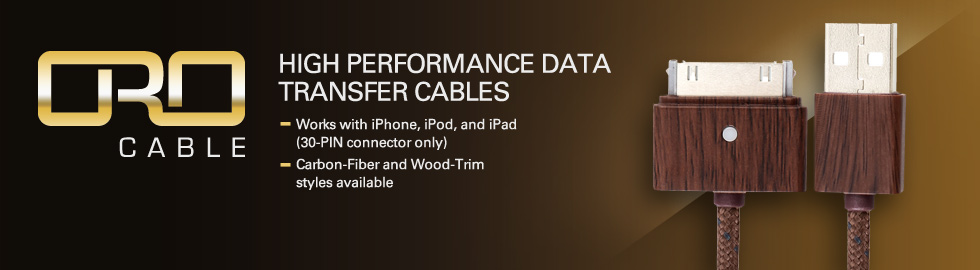 ORO
CABLE
HIGH PERFORMANCE DATA
TRANSFER CABLES
Works with iPhone, iPod, and iPad
(30-PIN connector only)
Carbon-Fiber and Wood-Trim
styles available